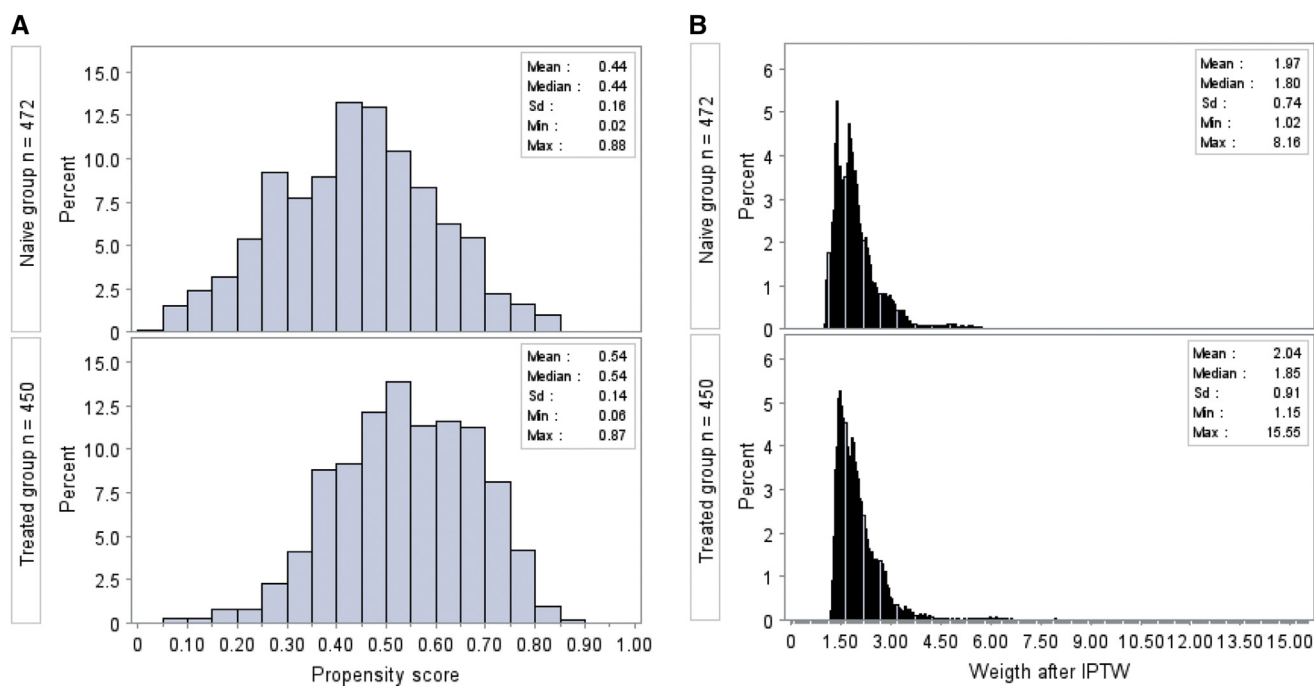 A
Naive group n = 472
Percent
15.0
12.5
10.0
7.5
5.0
2.5
0
Mean : 0.44
Median : 0.44
Sd : 0.16
Min : 0.02
Max : 0.88
Treated group n = 450
Percent
15.0
12.5
10.0
7.5
5.0
2.5
0
Mean : 0.54
Median : 0.54
Sd : 0.14
Min : 0.06
Max : 0.87
0 0.10 0.20 0.30 0.40 0.50 0.60 0.70 0.80 0.90 1.00
Propensity score
B
Naive group n = 472
Percent
6
5
4
3
2
1
0
Mean : 1.97
Median : 1.80
Sd : 0.74
Min : 1.02
Max : 8.16
Treated group n = 450
Percent
6
5
4
3
2
1
0
Mean : 2.04
Median : 1.85
Sd : 0.91
Min : 1.15
Max : 15.55
0 1.50 3.00 4.50 6.00 7.50 9.00 10.50 12.00 13.50 15.00
Weigth after IPTW